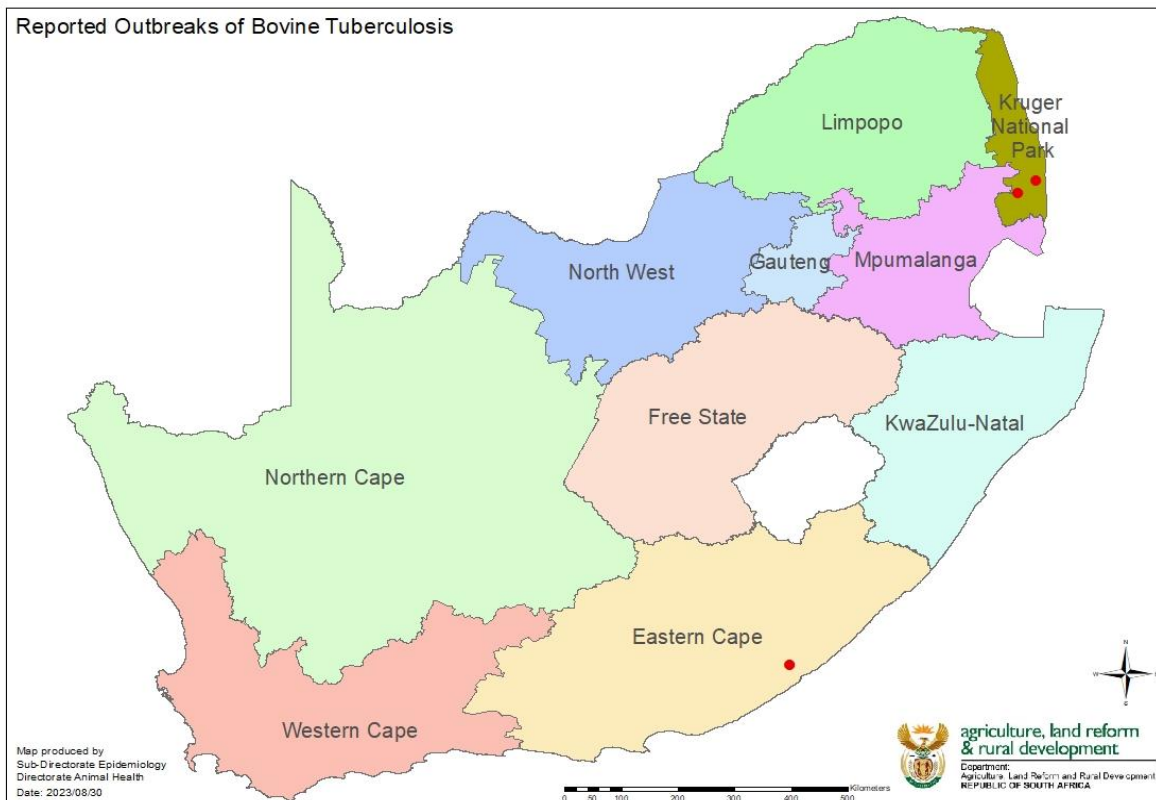 Reported Outbreaks of Bovine Tuberculosis
Limpopo
Kruger
National
Park
North West
Gauteng
Mpumalanga
Free State
KwaZulu-Natal
Northern Cape
Eastern Cape
Western Cape
N
W
S
Map produced by
Sub-Directorate Epidemiology
Directorate Animal Health
Date: 2023/08/30
Kilometers
0 50 100 200 300 400 500
agriculture, land reform
& rural development
Department:
Agriculture, Land Reform and Rural Development
REPUBLIC OF SOUTH AFRICA